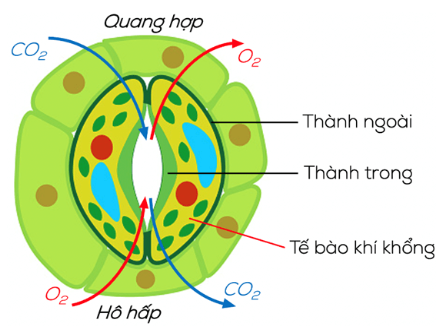 Quang hợp
CO2
O2
Thành ngoài
Thành trong
Tế bào khí khổng
O2
CO2
Hô hấp